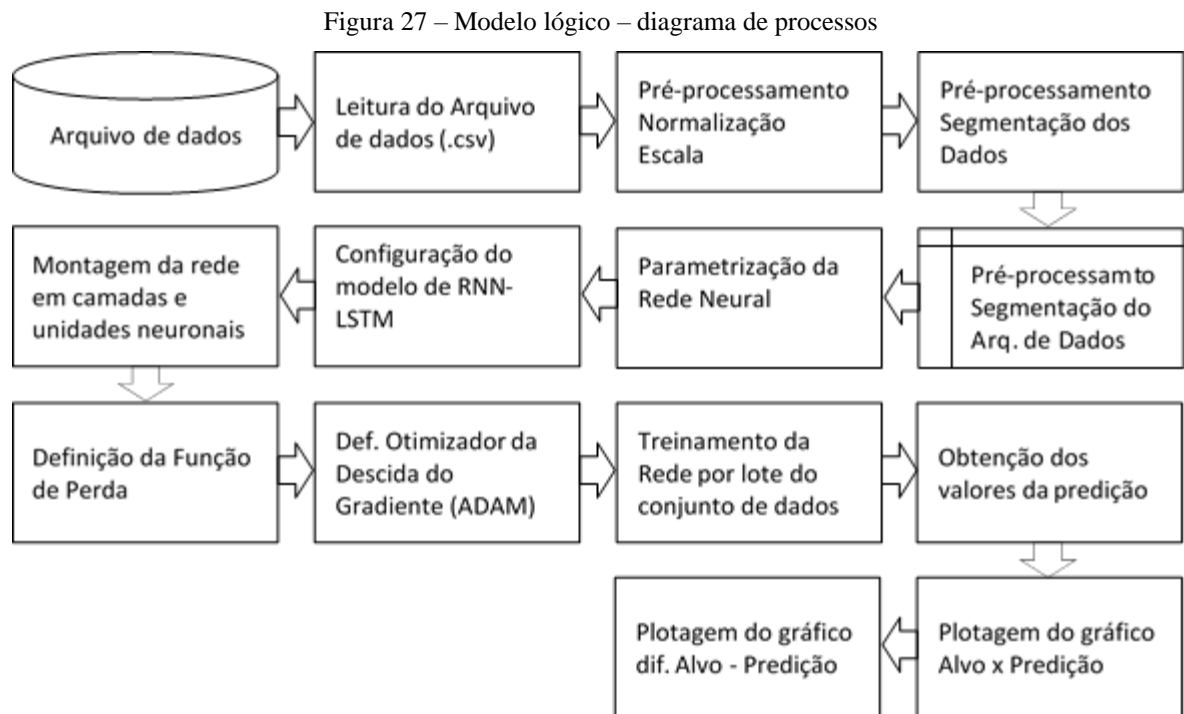 Figura 27 – Modelo lógico – diagrama de processos
Arquivo de dados
Leitura do Arquivo
de dados (.csv)
Pré-processamento
Normalização
Escala
Pré-processamento
Segmentação dos
Dados
Pré-processamto
Segmentação do
Arq. de Dados
Parametrização da
Rede Neural
Configuração do
modelo de RNN-
LSTM
Montagem da rede
em camadas e
unidades neuronais
Definição da Função
de Perda
Def. Otimizador da
Descida do
Gradiente (ADAM)
Treinamento da
Rede por lote do
conjunto de dados
Obtenção dos
valores da predição
Plotagem do gráfico
Alvo x Predição
Plotagem do gráfico
dif. Alvo - Predição